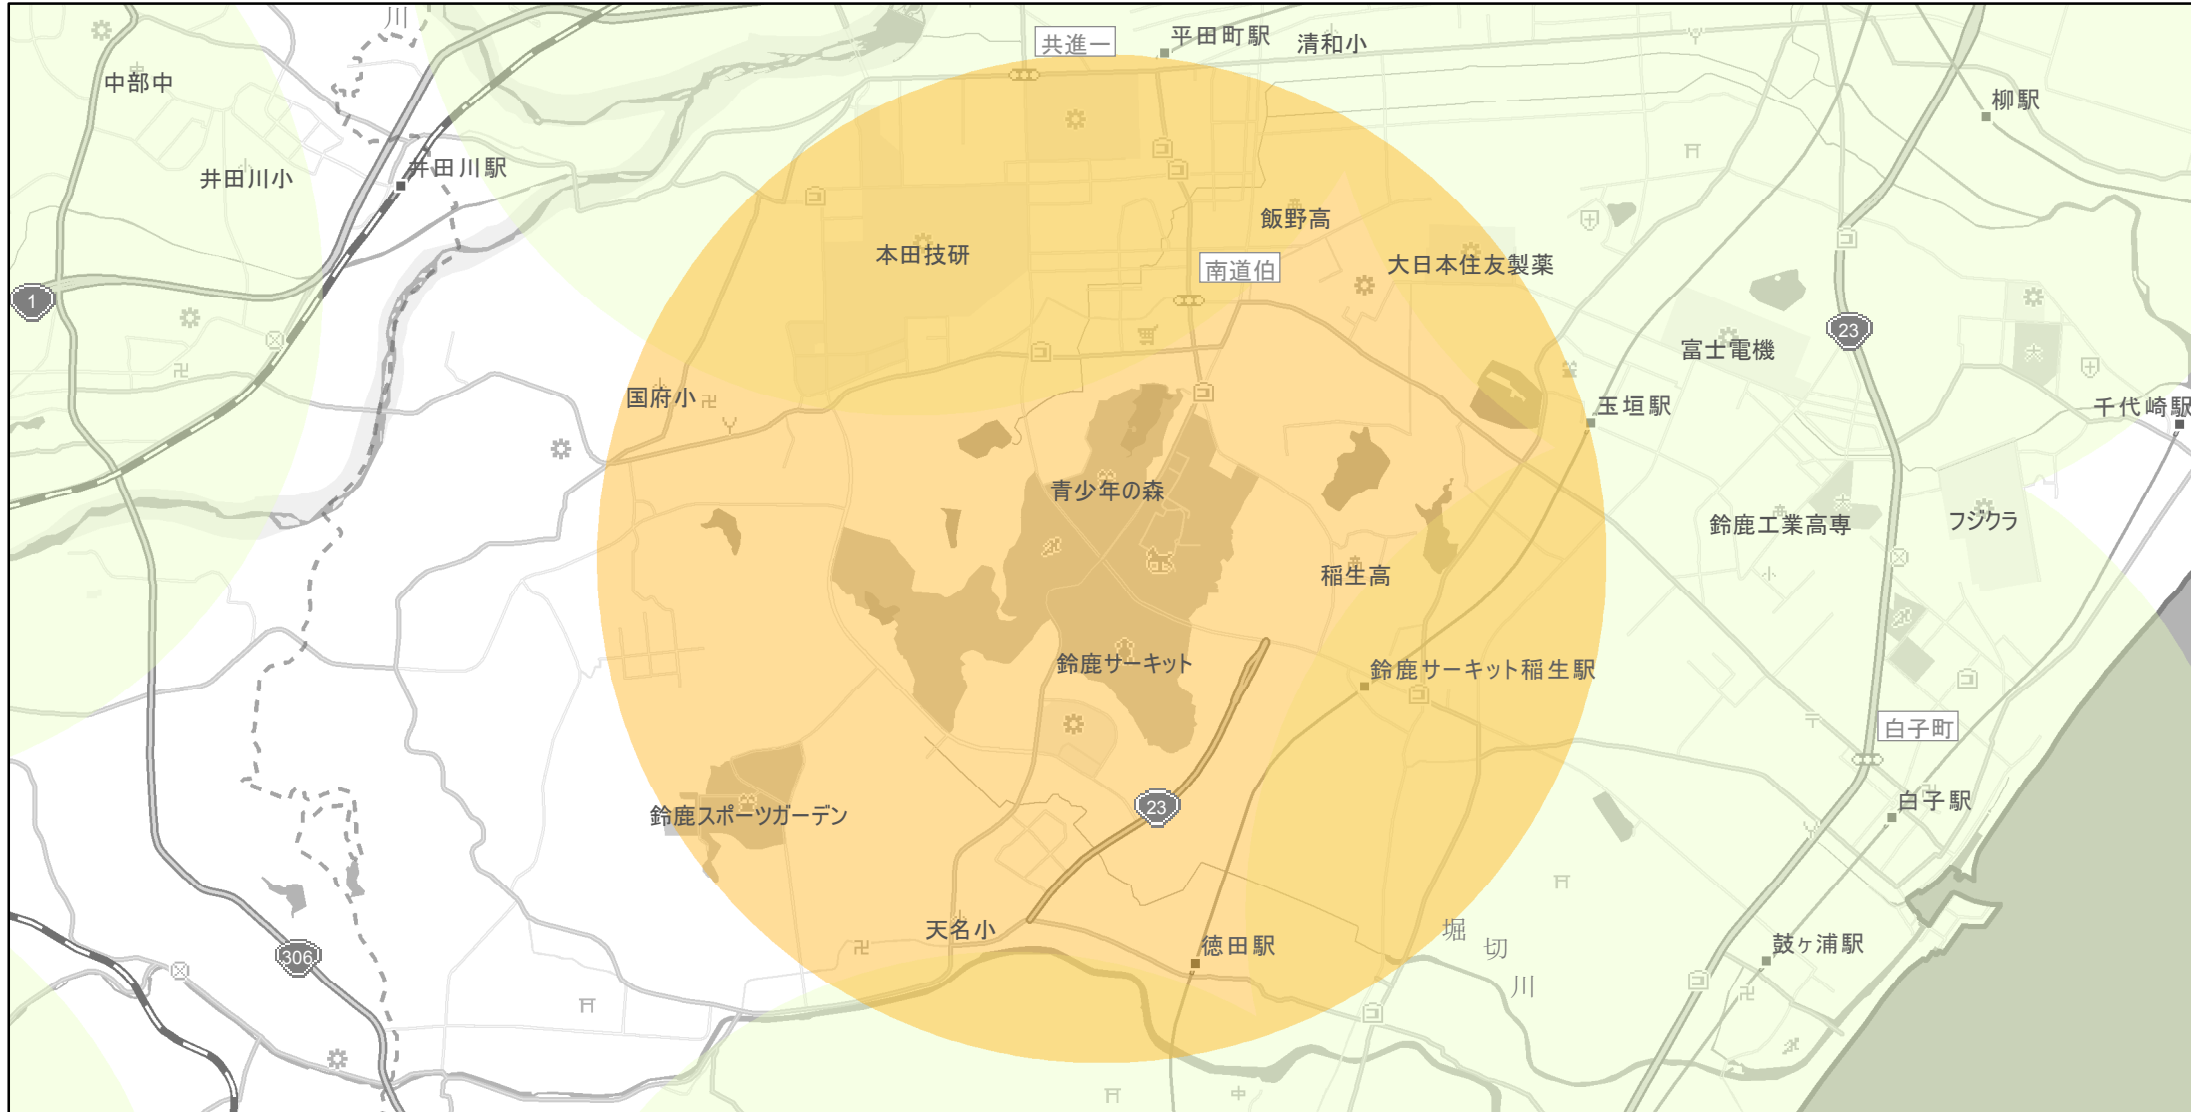 川
共進一
平田町駅
清和小
中部中
柳駅
井田川駅
井田川小
飯野高
本田技研
南道伯
大日本住友製薬
1
23
富士電機
国府小
玉垣駅
千代崎駅
青少年の森
鈴鹿工業高専
フジクラ
稲生高
鈴鹿サーキット
鈴鹿サーキット稲生駅
白子町
23
鈴鹿スポーツガーデン
白子駅
天名小
徳田駅
堀切川
鼓ヶ浦駅
306